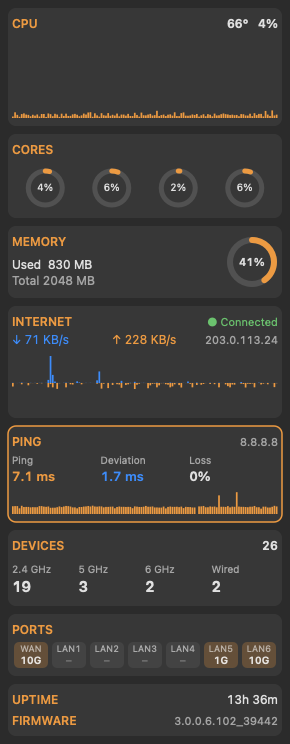 CPU 66° 4%
CORES
4% 6% 2% 6%
MEMORY
Used 830 MB
Total 2048 MB
41%
INTERNET Connected
↓ 71 KB/s ↑ 228 KB/s 203.0.113.24
PING 8.8.8.8
Ping Deviation Loss
7.1 ms 1.7 ms 0%
DEVICES 26
2.4 GHz 5 GHz 6 GHz Wired
19 3 2 2
PORTS
WAN LAN1 LAN2 LAN3 LAN4 LAN5 LAN6
10G – – – – 1G 10G
UPTIME 13h 36m
FIRMWARE 3.0.0.6.102_39442